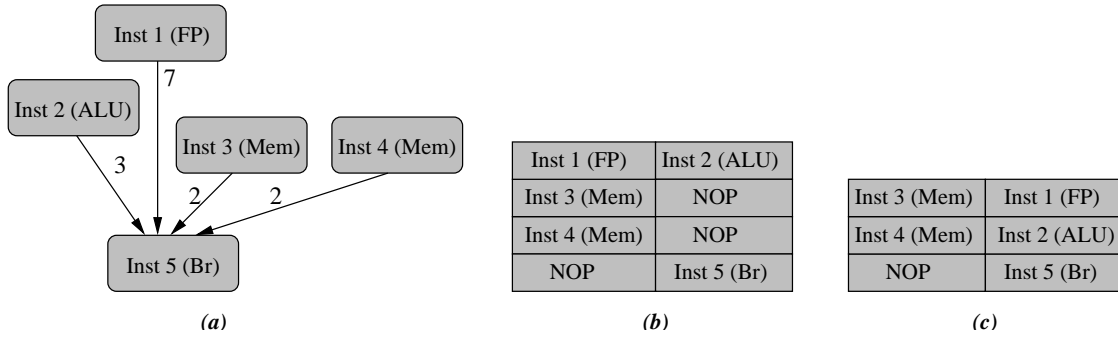 Inst 1 (FP)
7
Inst 2 (ALU)
Inst 3 (Mem)
Inst 4 (Mem)
3
2
2
Inst 5 (Br)
(a)
Inst 1 (FP) Inst 2 (ALU)
Inst 3 (Mem) NOP
Inst 4 (Mem) NOP
NOP Inst 5 (Br)
(b)
Inst 3 (Mem) Inst 1 (FP)
Inst 4 (Mem) Inst 2 (ALU)
NOP Inst 5 (Br)
(c)